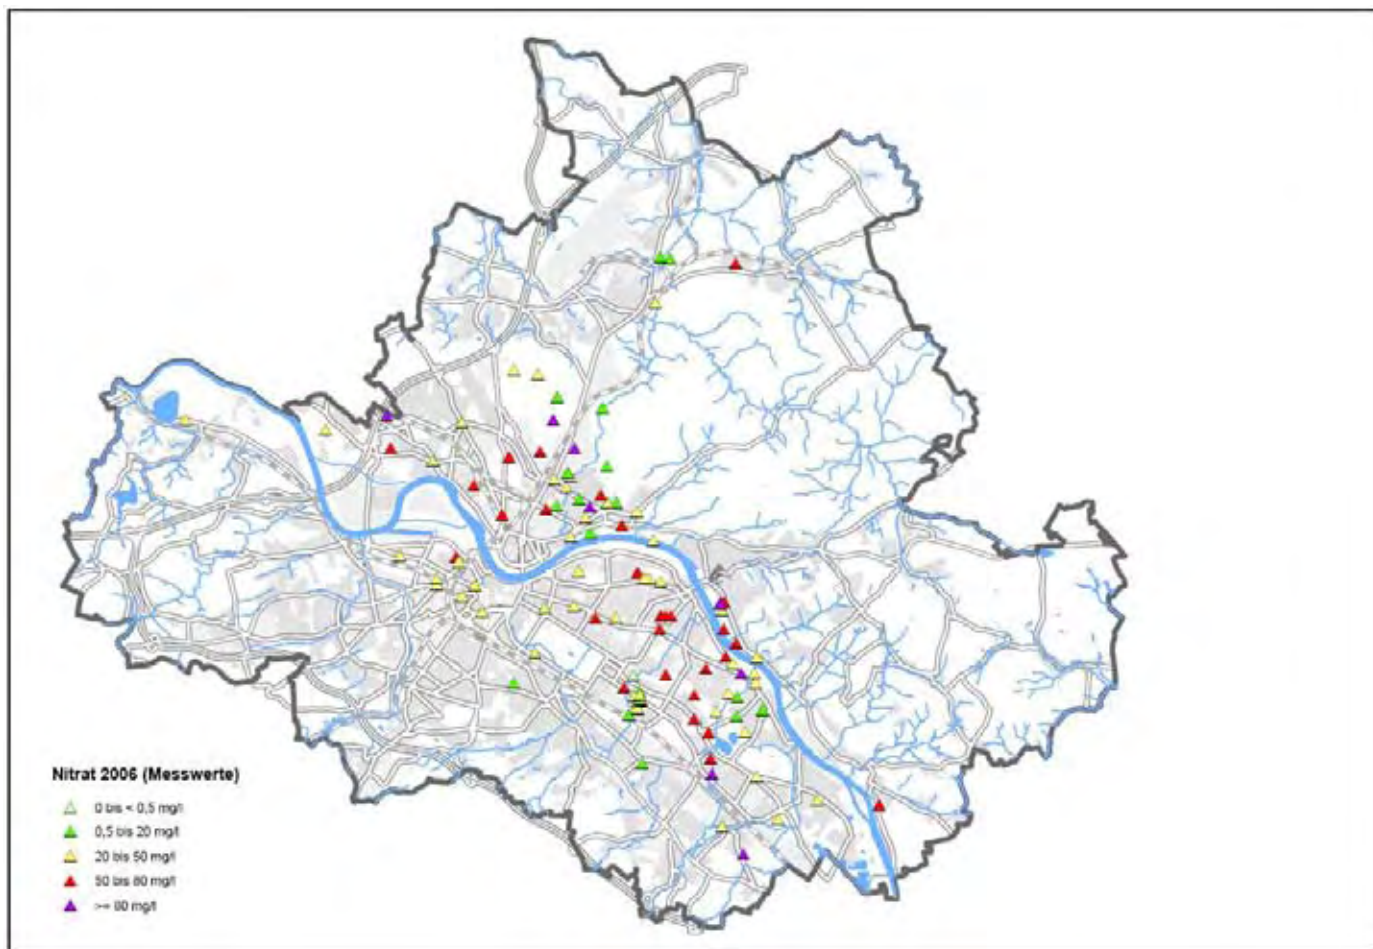 Nitrat 2006 (Messwerte)
0 bis < 0,5 mg/l
0,5 bis 20 mg/l
20 bis 50 mg/l
50 bis 80 mg/l
>= 80 mg/l